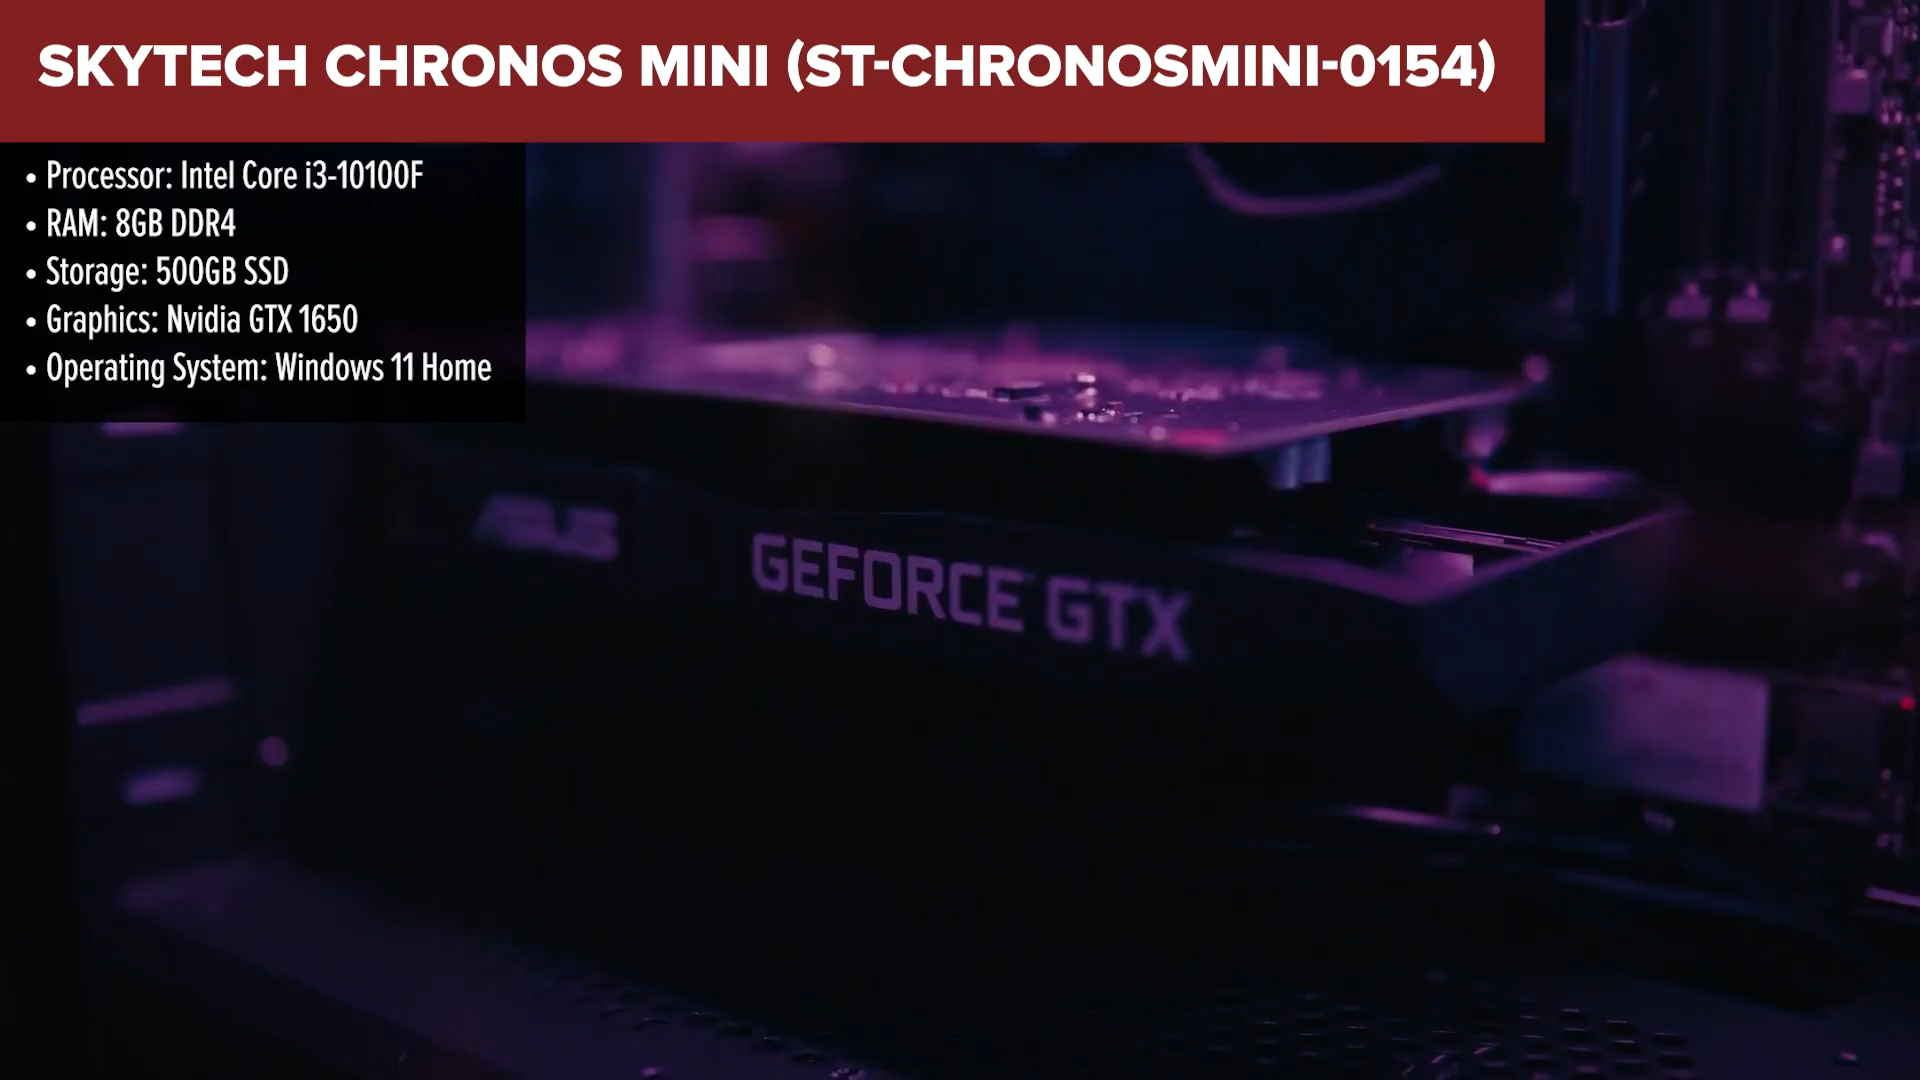 SKYTECH CHRONOS MINI (ST-CHRONOSMINI-0154)
• Processor: Intel Core i3-10100F
• RAM: 8GB DDR4
• Storage: 500GB SSD
• Graphics: Nvidia GTX 1650
• Operating System: Windows 11 Home
ASUS
GEFORCE GTX